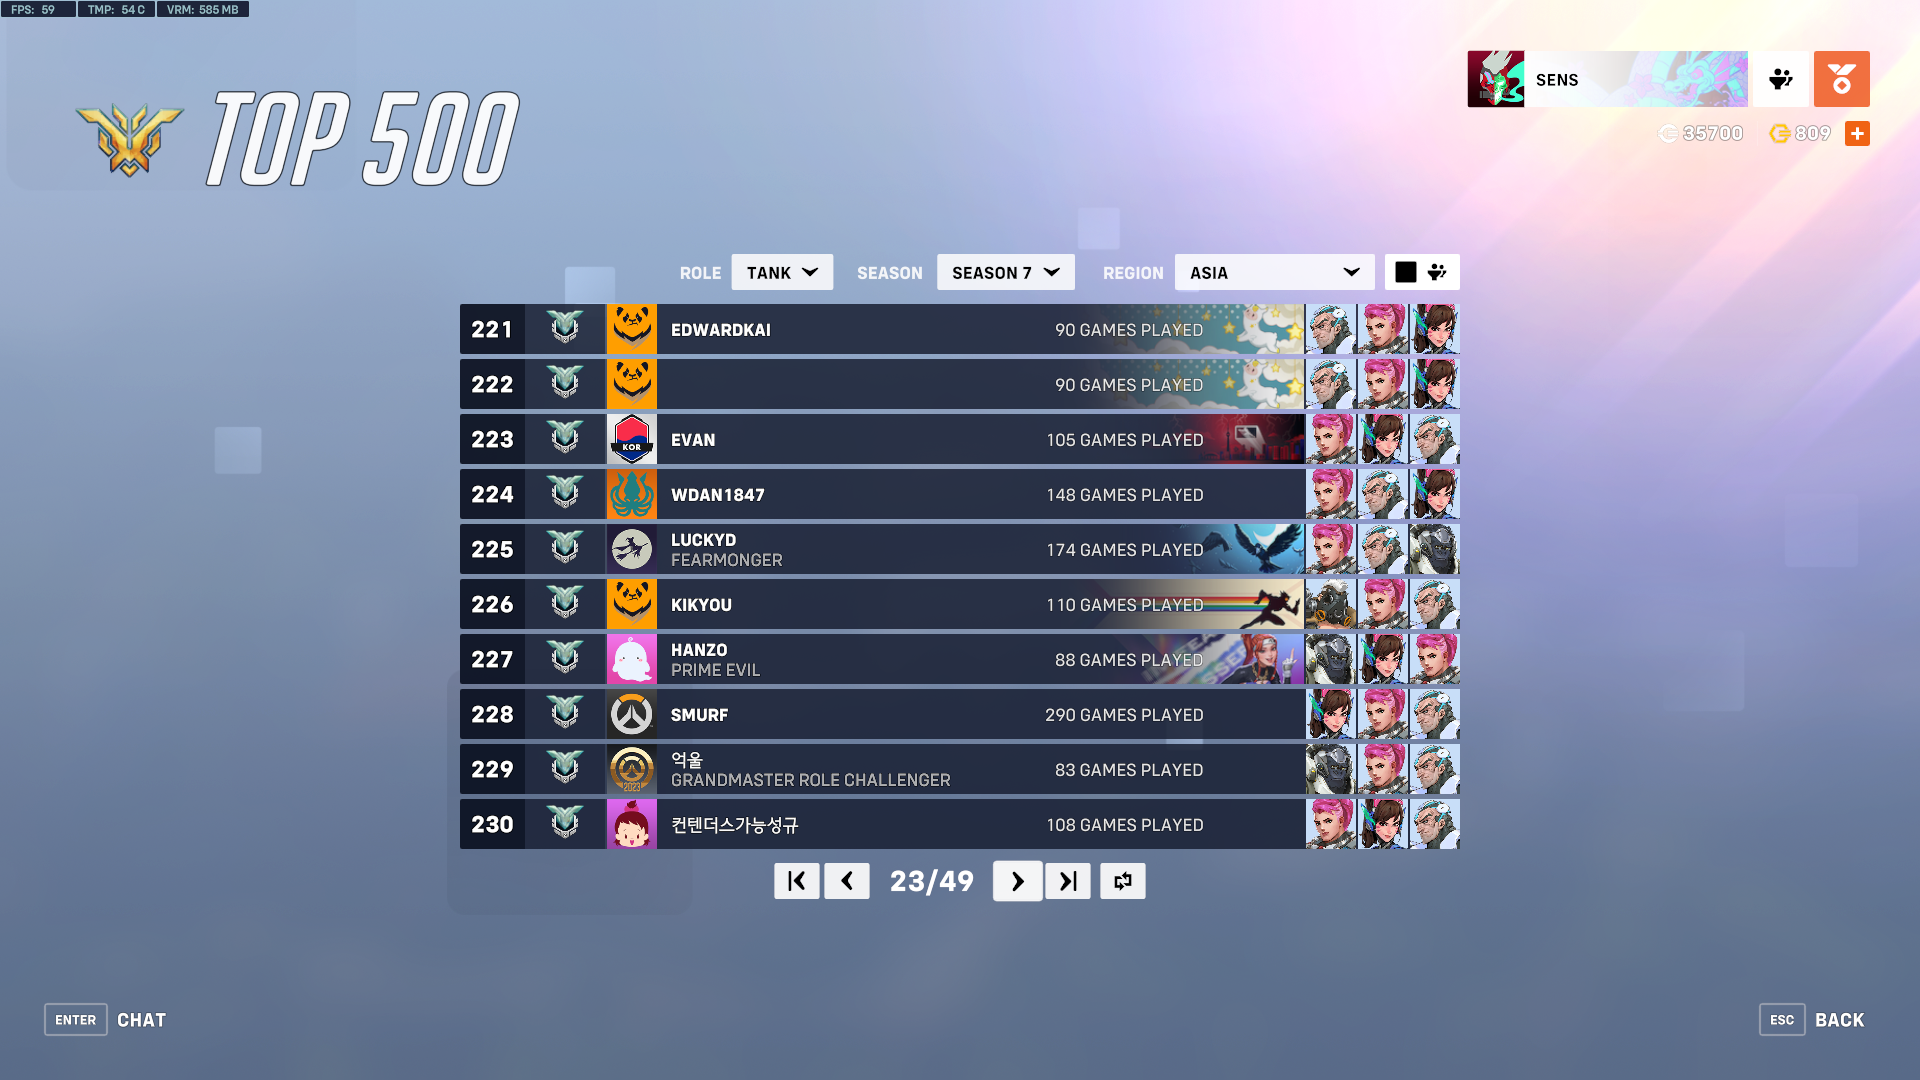 FPS: 59 TMP: 54 C VRM: 585 MB
TOP 500
SENS
35700 809
ROLE TANK SEASON SEASON 7 REGION ASIA
221 EDWARDKAI 90 GAMES PLAYED
222 90 GAMES PLAYED
223 KOR EVAN 105 GAMES PLAYED
224 WDAN1847 148 GAMES PLAYED
225 LUCKYD 174 GAMES PLAYED
FEARMONGER
226 KIKYOU 110 GAMES PLAYED
227 HANZO 88 GAMES PLAYED
PRIME EVIL
228 SMURF 290 GAMES PLAYED
229 억울 83 GAMES PLAYED
2023 GRANDMASTER ROLE CHALLENGER
230 컨텐더스가능성규 108 GAMES PLAYED
23/49
ENTER CHAT
ESC BACK